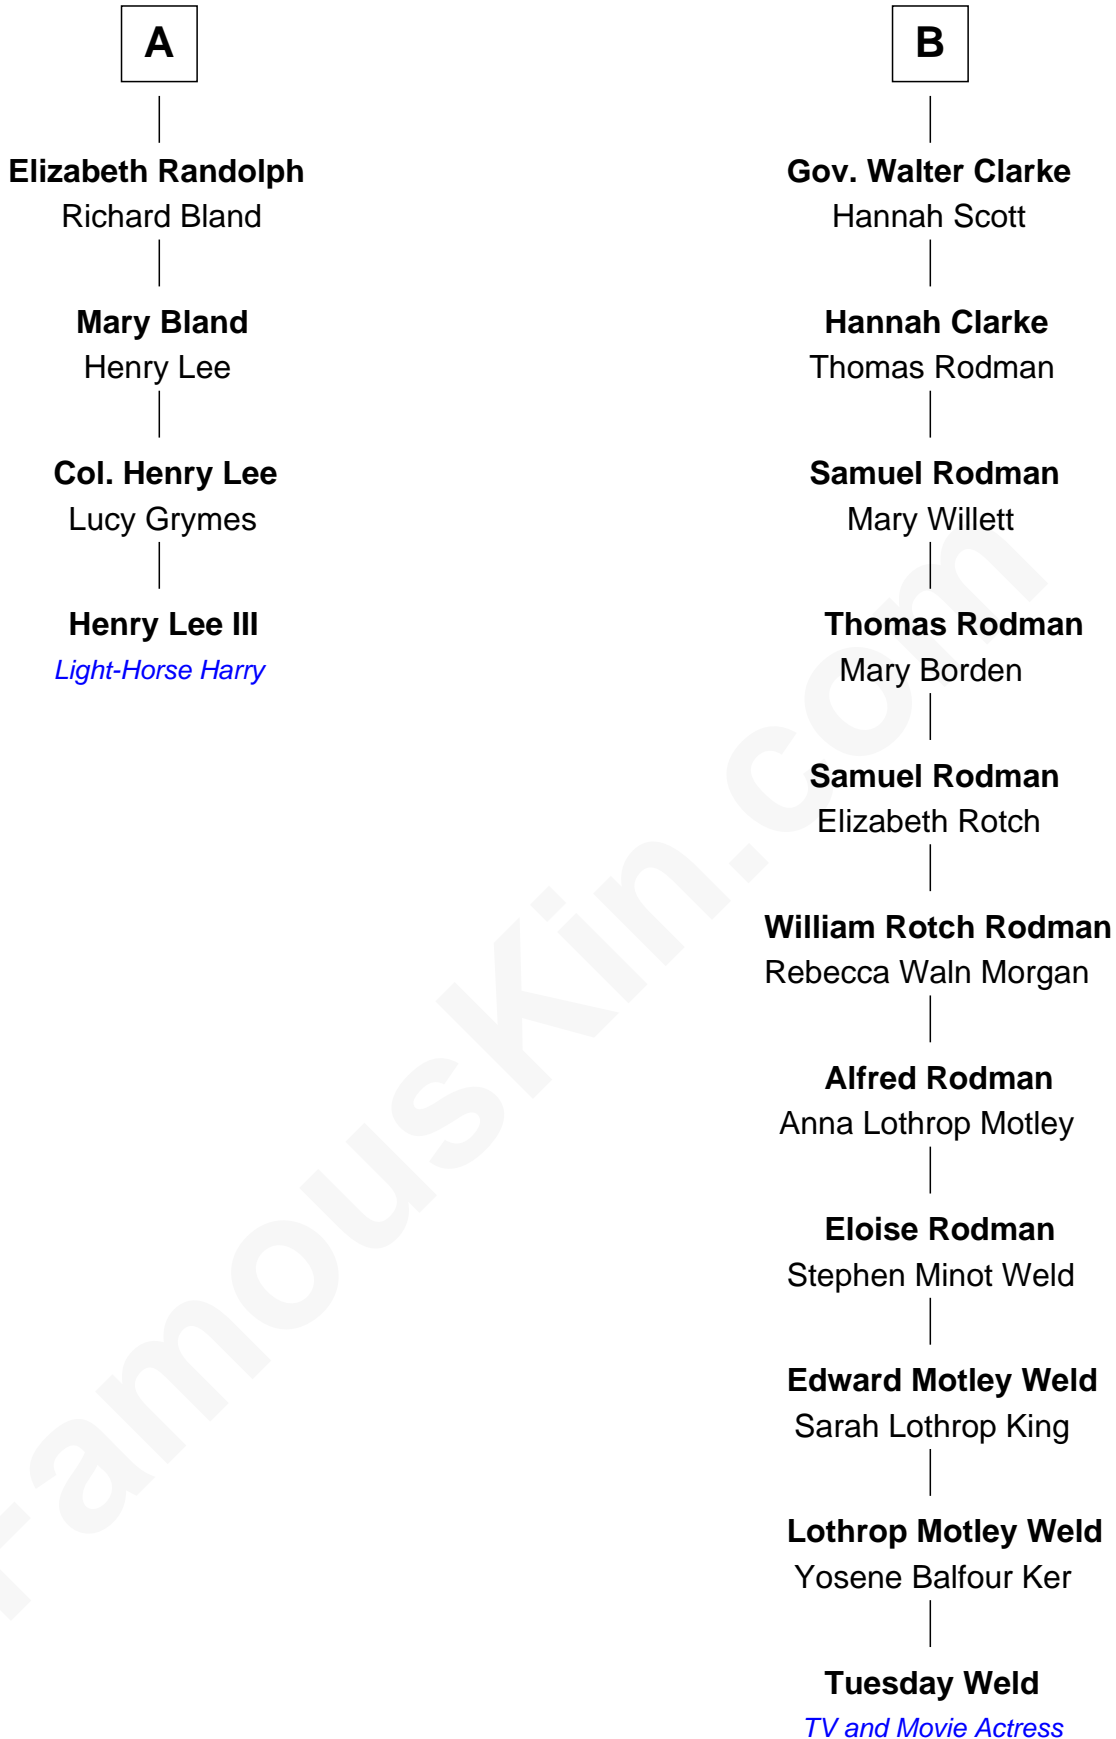 A
Elizabeth Randolph
Richard Bland
Mary Bland
Henry Lee
Col. Henry Lee
Lucy Grymes
Henry Lee III
Light-Horse Harry
B
Gov. Walter Clarke
Hannah Scott
Hannah Clarke
Thomas Rodman
Samuel Rodman
Mary Willett
Thomas Rodman
Mary Borden
Samuel Rodman
Elizabeth Rotch
William Rotch Rodman
Rebecca Waln Morgan
Alfred Rodman
Anna Lothrop Motley
Eloise Rodman
Stephen Minot Weld
Edward Motley Weld
Sarah Lothrop King
Lothrop Motley Weld
Yosene Balfour Ker
Tuesday Weld
TV and Movie Actress
FamousKin.com